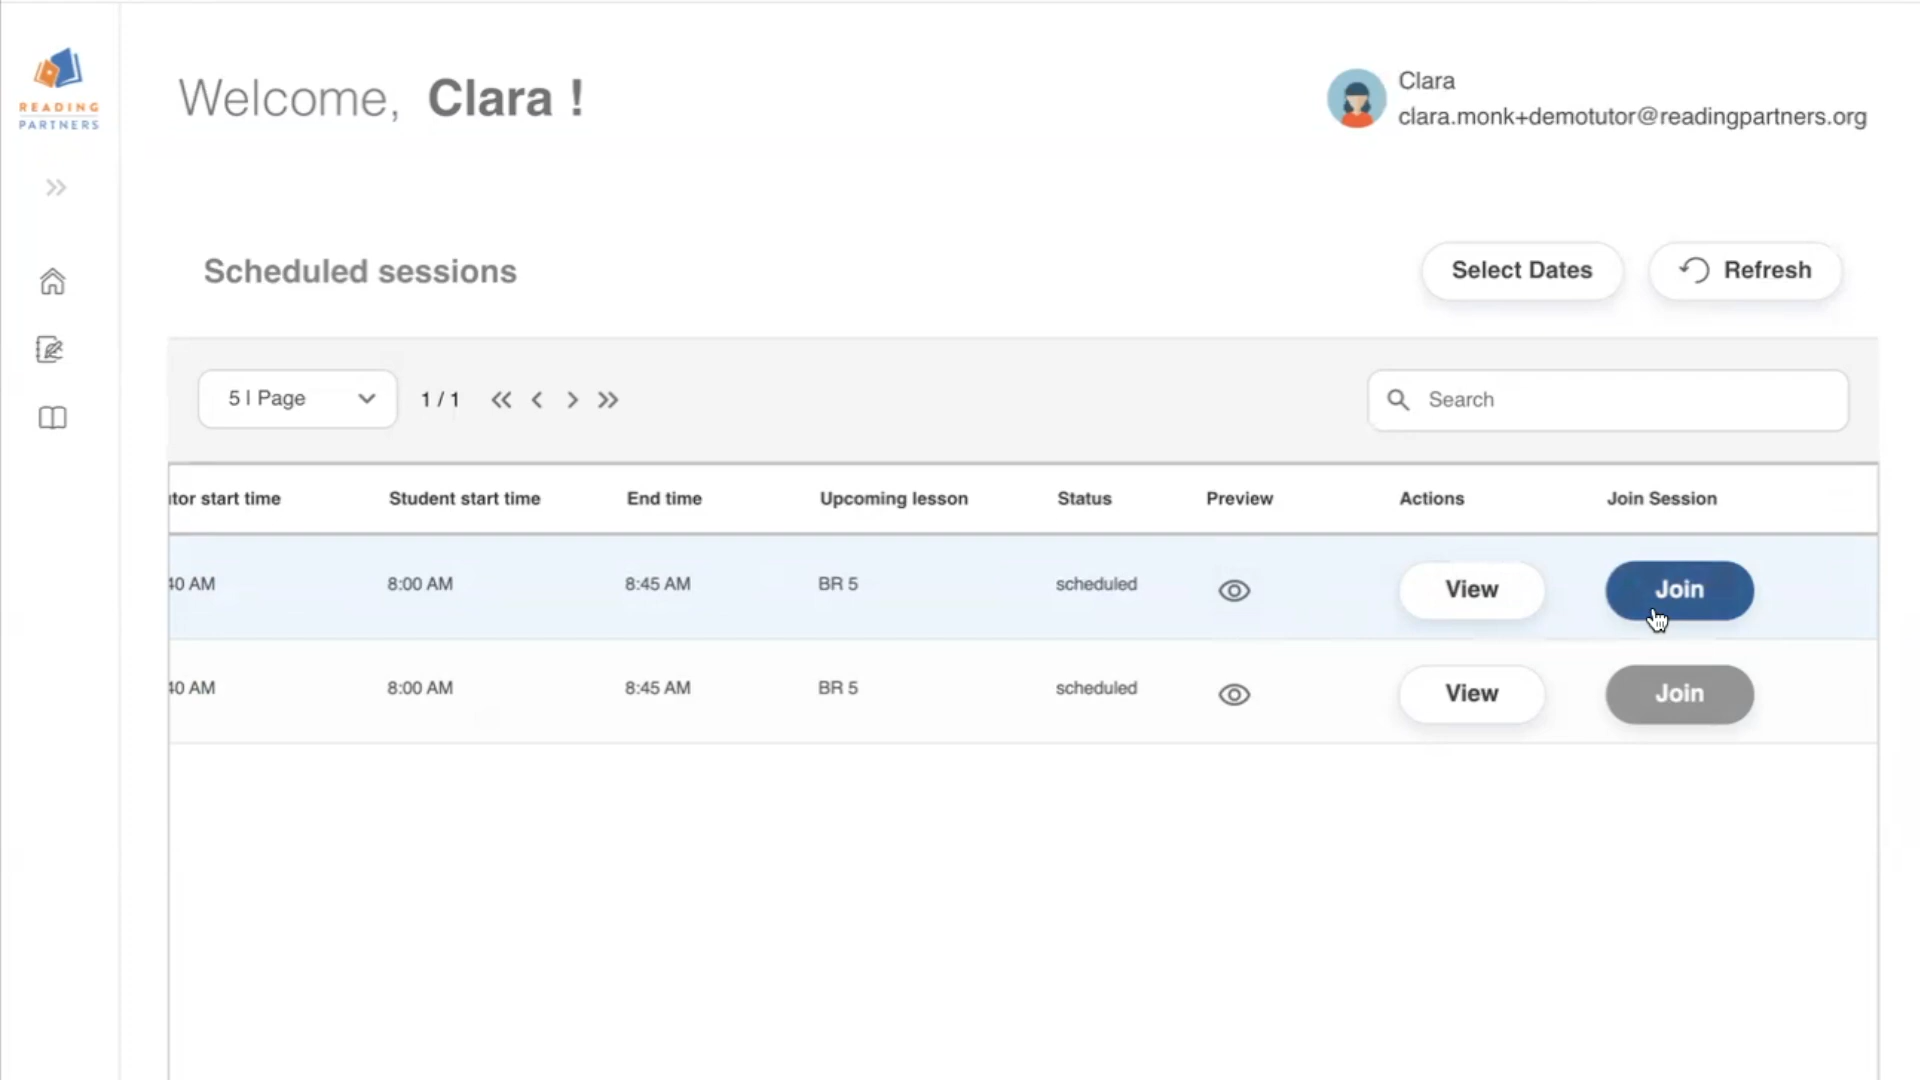 READING
PARTNERS
Welcome, Clara !
Clara
clara.monk+demotutor@readingpartners.org
Scheduled sessions
Select Dates
Refresh
5 | Page
1 / 1
Search
tor start time Student start time End time Upcoming lesson Status Preview Actions Join Session
40 AM 8:00 AM 8:45 AM BR 5 scheduled View Join
40 AM 8:00 AM 8:45 AM BR 5 scheduled View Join